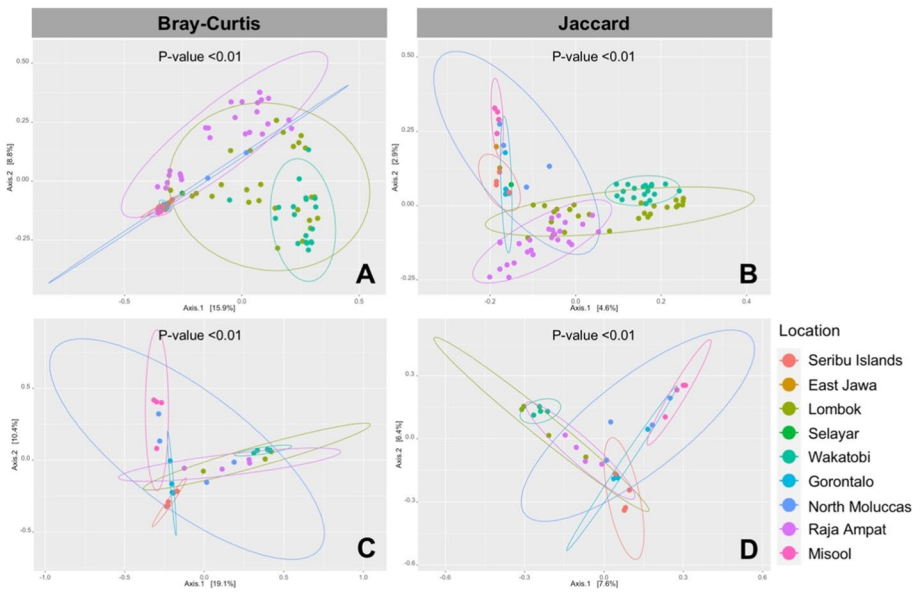 Bray-Curtis
Jaccard
P-value <0.01
0.50
0.25
0.00
-0.25
Axis.2 [8.8%]
-0.5
0.0
0.5
Axis.1 [15.9%]
A
P-value <0.01
0.50
0.25
0.00
-0.25
Axis.2 [2.9%]
-0.2
0.0
0.2
0.4
Axis.1 [4.6%]
B
P-value <0.01
0.5
0.0
-0.5
Axis.2 [10.4%]
-1.0
-0.5
0.0
0.5
1.0
Axis.1 [19.1%]
C
P-value <0.01
0.3
0.0
-0.3
-0.6
Axis.2 [6.4%]
-0.6
-0.3
0.0
0.3
0.6
Axis.1 [7.6%]
D
Location
Seribu Islands
East Jawa
Lombok
Selayar
Wakatobi
Gorontalo
North Moluccas
Raja Ampat
Misool